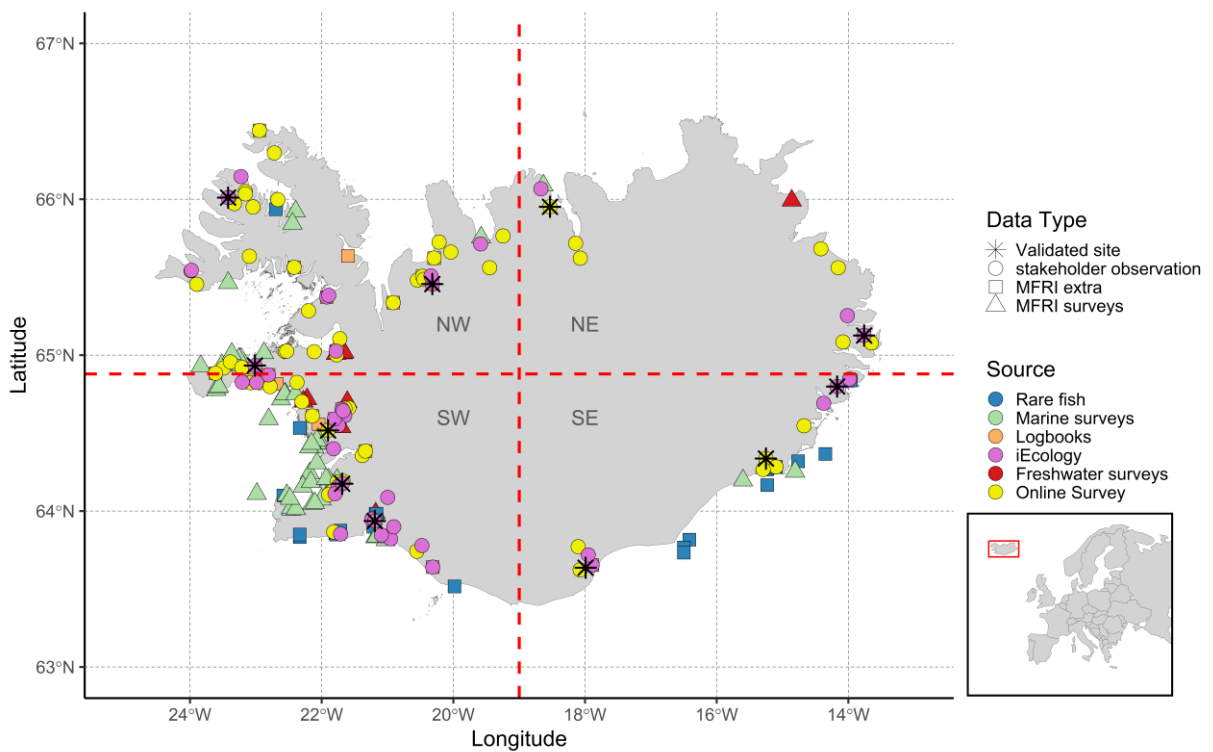 67°N
66°N
65°N
64°N
63°N
Latitude
NW
NE
SW
SE
24°W
22°W
20°W
18°W
16°W
14°W
Longitude
Data Type
Validated site
stakeholder observation
MFRI extra
MFRI surveys
Source
Rare fish
Marine surveys
Logbooks
iEcology
Freshwater surveys
Online Survey